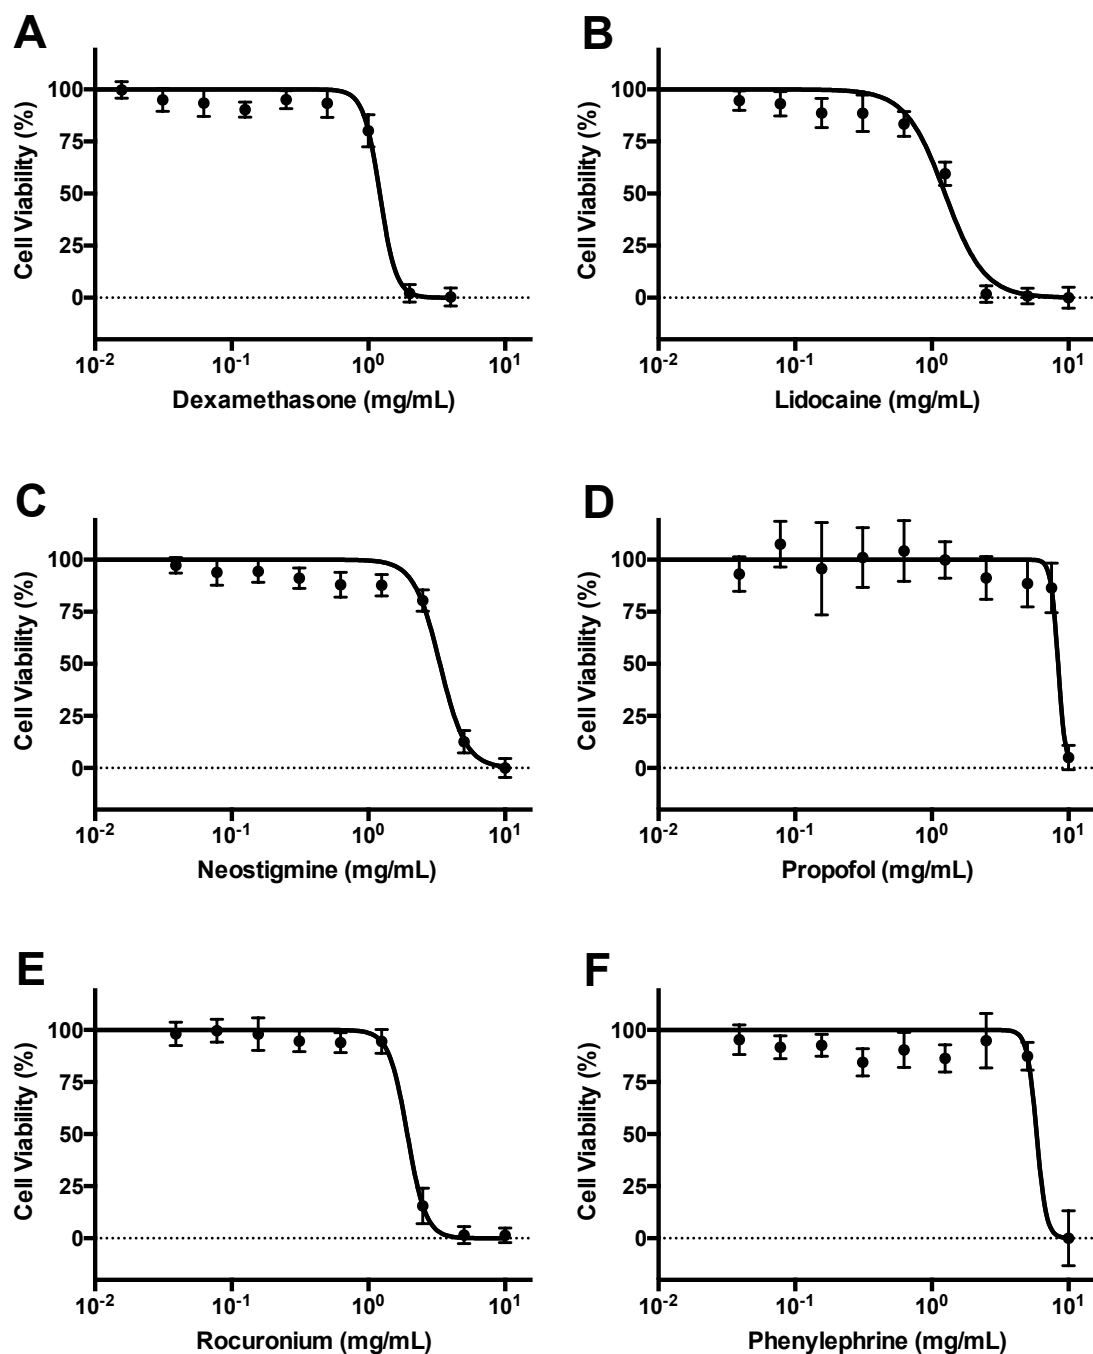 A
Cell Viability (%)
100
75
50
25
0
10-2 10-1 100 101
Dexamethasone (mg/mL)
B
Cell Viability (%)
100
75
50
25
0
10-2 10-1 100 101
Lidocaine (mg/mL)
C
Cell Viability (%)
100
75
50
25
0
10-2 10-1 100 101
Neostigmine (mg/mL)
D
Cell Viability (%)
100
75
50
25
0
10-2 10-1 100 101
Propofol (mg/mL)
E
Cell Viability (%)
100
75
50
25
0
10-2 10-1 100 101
Rocuronium (mg/mL)
F
Cell Viability (%)
100
75
50
25
0
10-2 10-1 100 101
Phenylephrine (mg/mL)